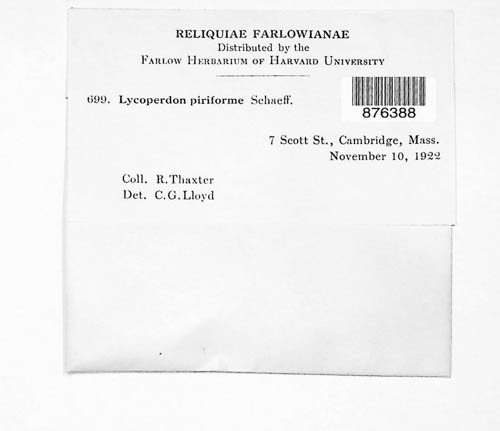 RELIQUIAE FARLOWIANAE
Distributed by the
FARLOW HERBARIUM OF HARVARD UNIVERSITY
699. Lycoperdon piriforme Schaeff.
876388
7 Scott St., Cambridge, Mass.
November 10, 1922
Coll. R. Thaxter
Det. C. G. Lloyd